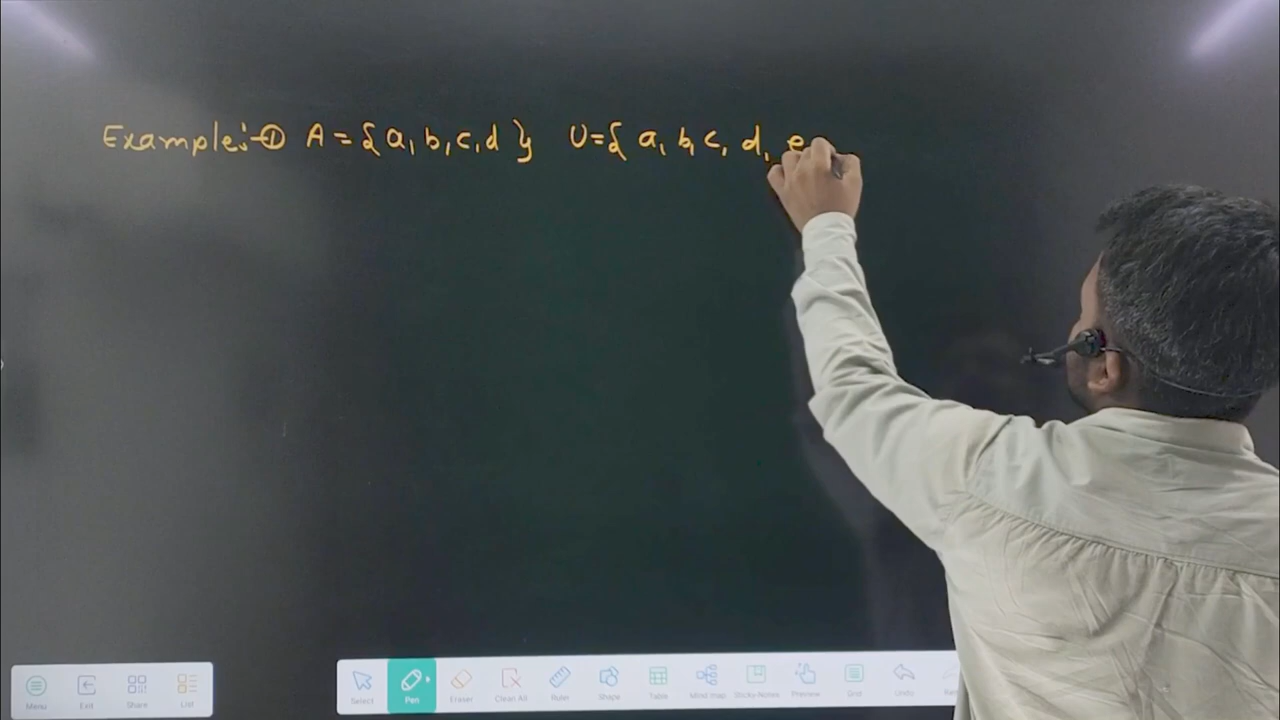 Example:-① A = {a, b, c, d} U={ a, b, c, d, e
Menu Exit Share List Select Pen Eraser Clean All Ruler Shape Table Mind map Sticky-Notes Preview Grid Undo